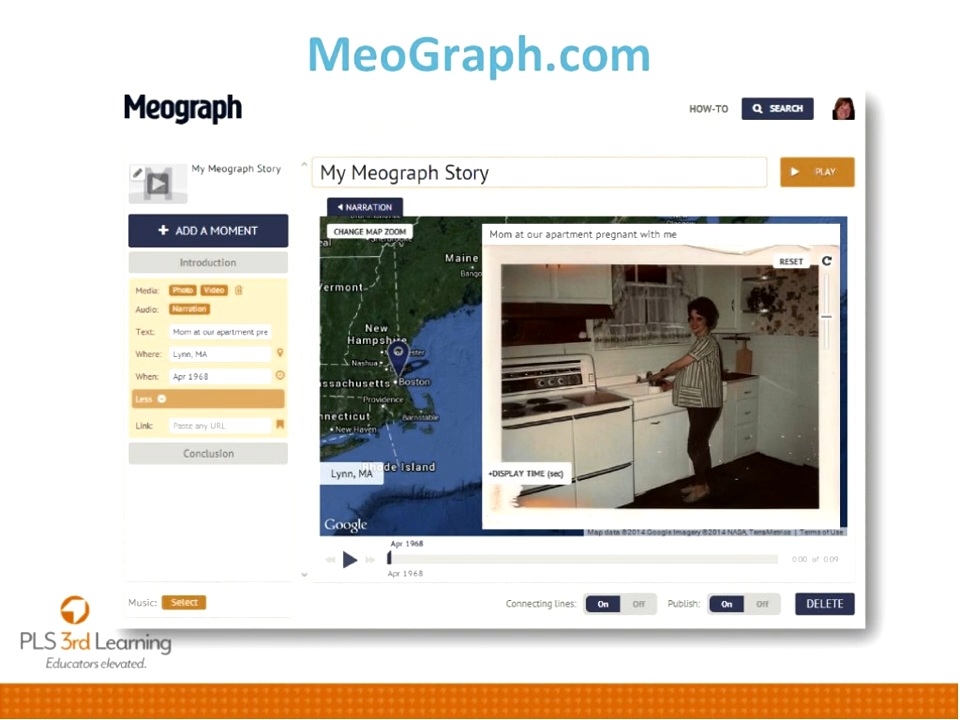 MeoGraph.com
Meograph
HOW-TO
SEARCH
My Meograph Story
My Meograph Story
PLAY
NARRATION
ADD A MOMENT
CHANGE MAP ZOOM
Mom at our apartment pregnant with me
Introduction
RESET
Maine
Vermont
Media: Photo Video
Audio: Narration
Text: Mom at our apartment pre
New
Hampshire
Where: Lynn, MA
Nashua
Boston
When: Apr 1968
Providence
Less
Barnstable
Link: Paste any URL
New Haven
Conclusion
Rhode Island
Lynn, MA
+DISPLAY TIME (sec)
Google
Map data ©2014 Google Imagery ©2014 NASA, TerraMetrics | Terms of Use
Apr 1968
0:00 of 0:09
Apr 1968
Music: Select
Connecting lines: On Off
Publish: On Off
DELETE
PLS 3rd Learning
Educators elevated.